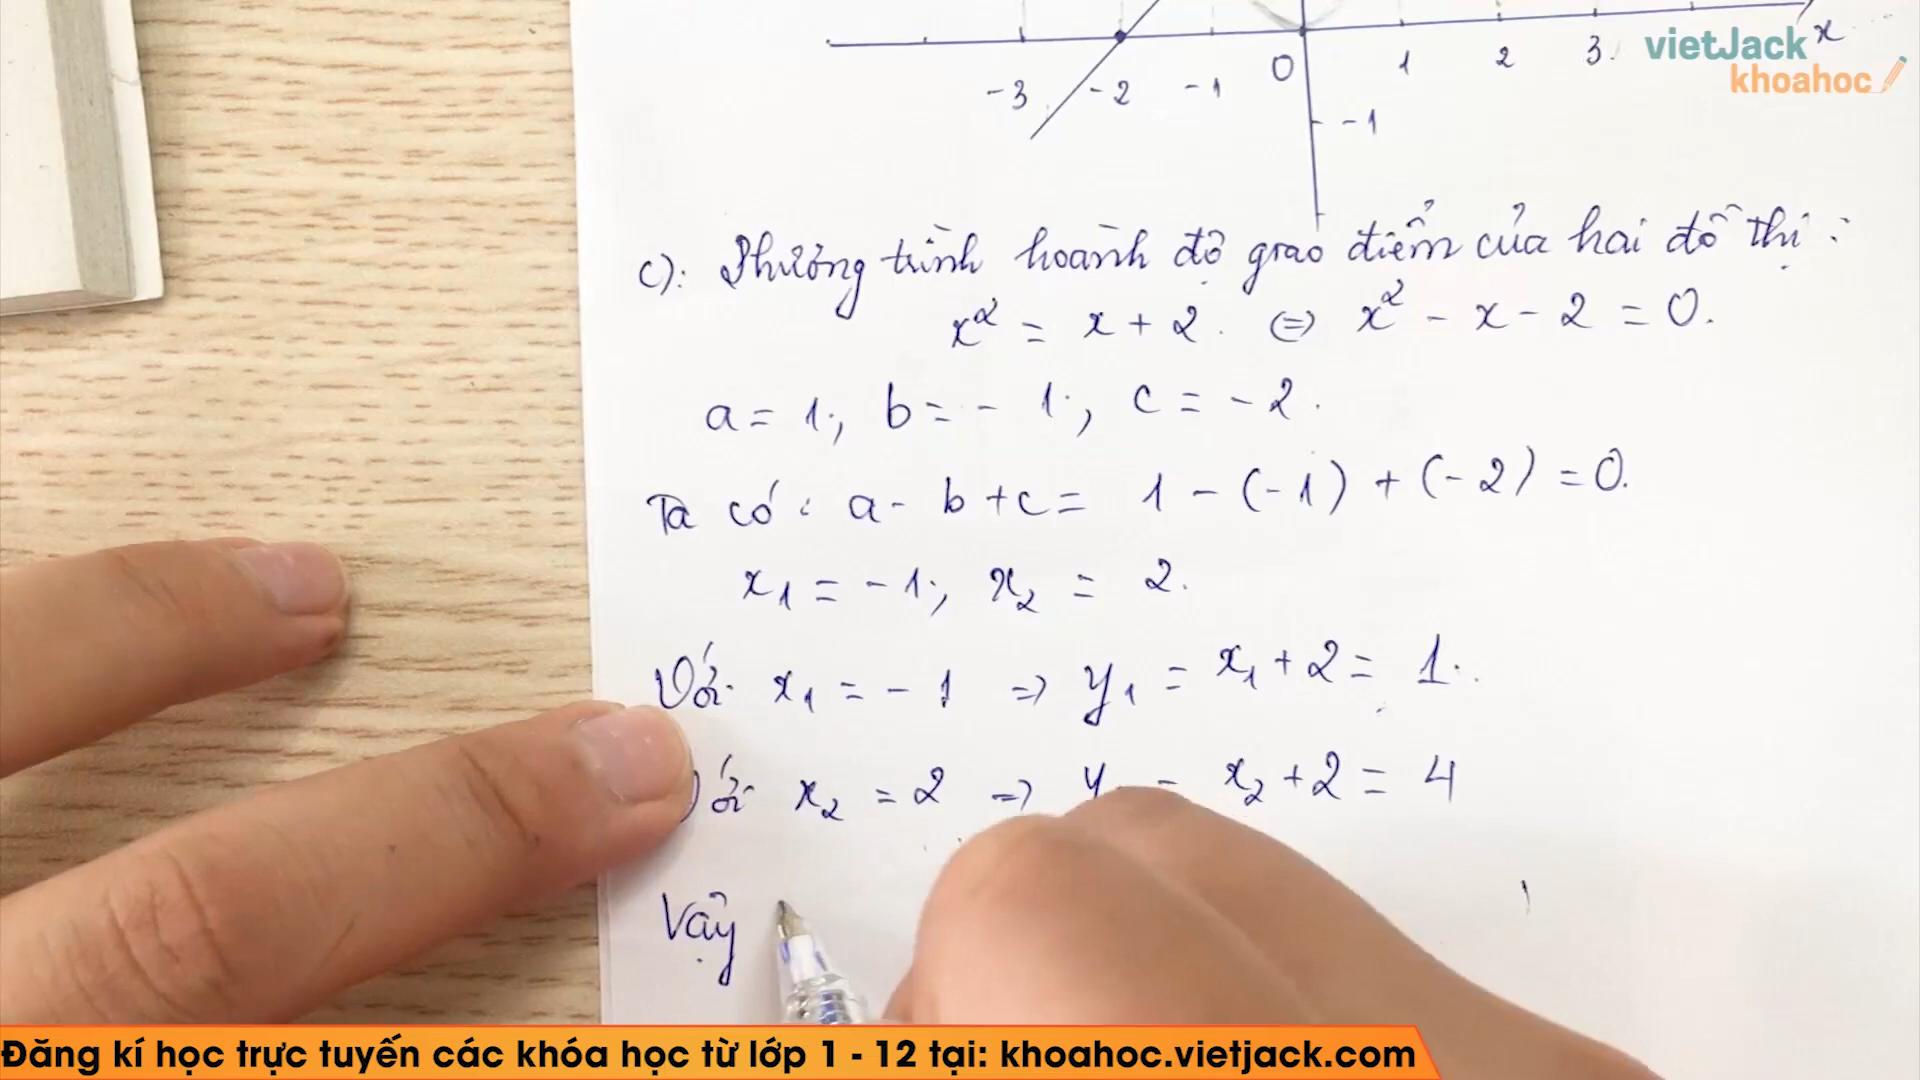 vietJack
khoahoc
x
-3 -2 -1 0 1 2 3
-1
c): Phương trình hoành độ giao điểm của hai đồ thị:
x² = x + 2. ⇔ x² - x - 2 = 0.
a = 1; b = - 1; c = - 2.
Ta có: a - b + c = 1 - (-1) + (-2) = 0.
x₁ = -1; x₂ = 2.
Với x₁ = - 1 ⇒ y₁ = x₁ + 2 = 1.
Với x₂ = 2 ⇒ y = x₂ + 2 = 4
Vậy
Đăng kí học trực tuyến các khóa học từ lớp 1 - 12 tại: khoahoc.vietjack.com